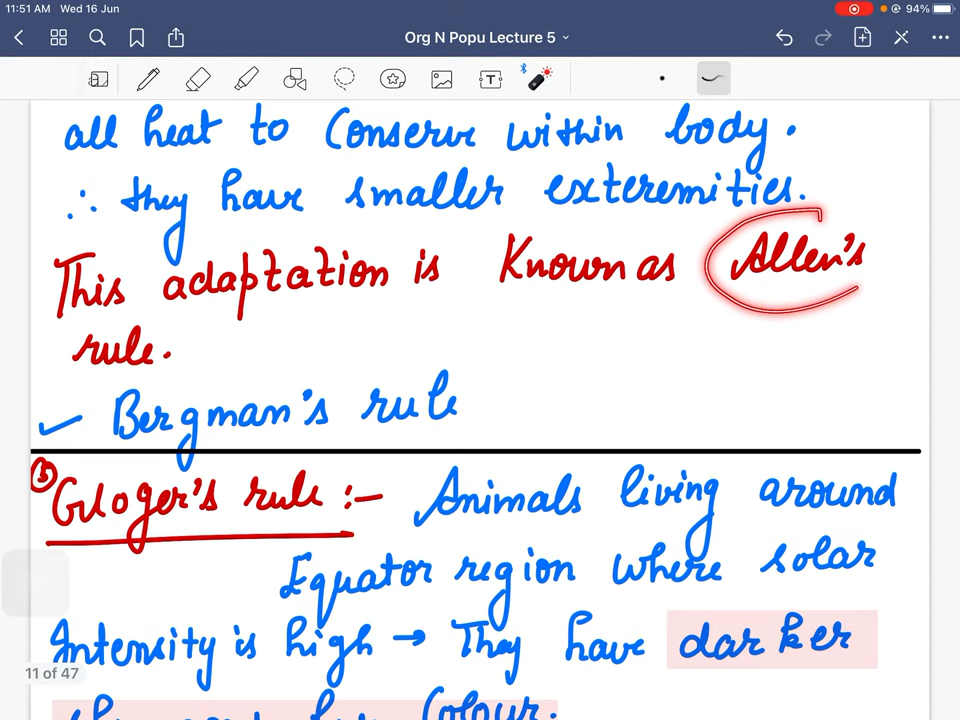 11:51 AM Wed 16 Jun
94%
Org N Popu Lecture 5
all heat to Conserve within body.
∴ they have smaller exteremities.
This adaptation is Known as Allen's
rule.
✓ Bergman's rule
⑤ Gloger's rule :- Animals living around
Equator region where solar
Intensity is high → They have darker
Colour.
11 of 47